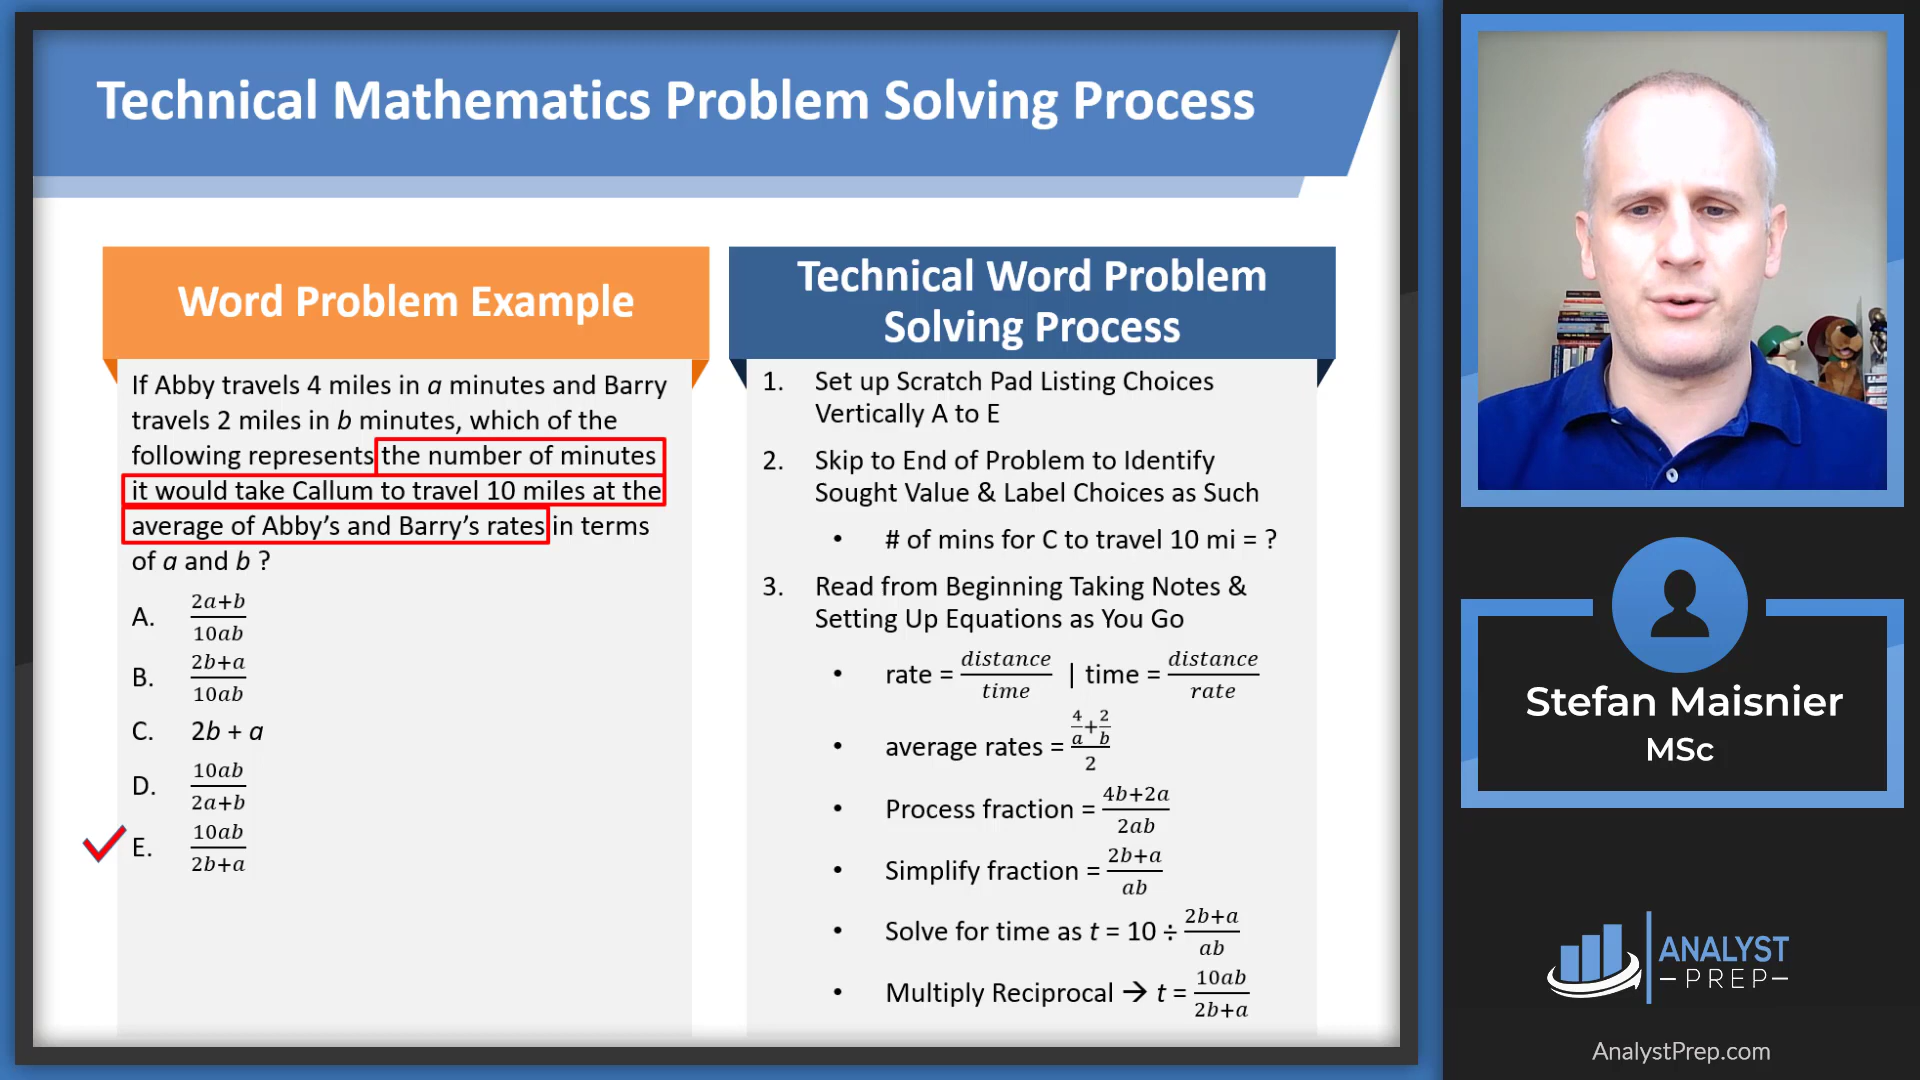 Technical Mathematics Problem Solving Process
Word Problem Example
If Abby travels 4 miles in a minutes and Barry
travels 2 miles in b minutes, which of the
following represents the number of minutes
it would take Callum to travel 10 miles at the
average of Abby's and Barry's rates in terms
of a and b ?
A. (2a+b)/(10ab)
B. (2b+a)/(10ab)
C. 2b + a
D. (10ab)/(2a+b)
E. (10ab)/(2b+a)
Technical Word Problem
Solving Process
1. Set up Scratch Pad Listing Choices
Vertically A to E
2. Skip to End of Problem to Identify
Sought Value & Label Choices as Such
• # of mins for C to travel 10 mi = ?
3. Read from Beginning Taking Notes &
Setting Up Equations as You Go
• rate = distance/time | time = distance/rate
• average rates = (4/a+2/b)/2
• Process fraction = (4b+2a)/(2ab)
• Simplify fraction = (2b+a)/(ab)
• Solve for time as t = 10 ÷ (2b+a)/(ab)
• Multiply Reciprocal → t = (10ab)/(2b+a)
Stefan Maisnier
MSc
ANALYST
PREP
AnalystPrep.com